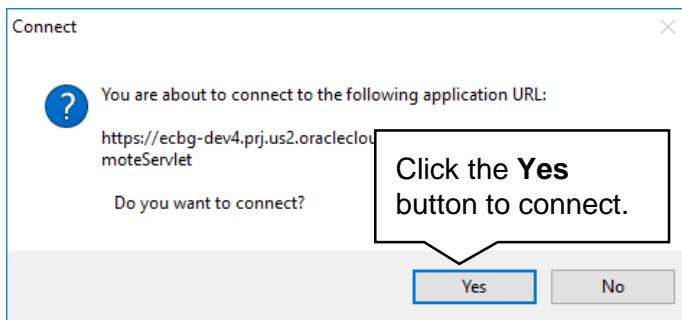 Connect
You are about to connect to the following application URL:
https://ecbg-dev4.prj.us2.oracleclou
moteServlet
Click the Yes
button to connect.
Do you want to connect?
Yes
No